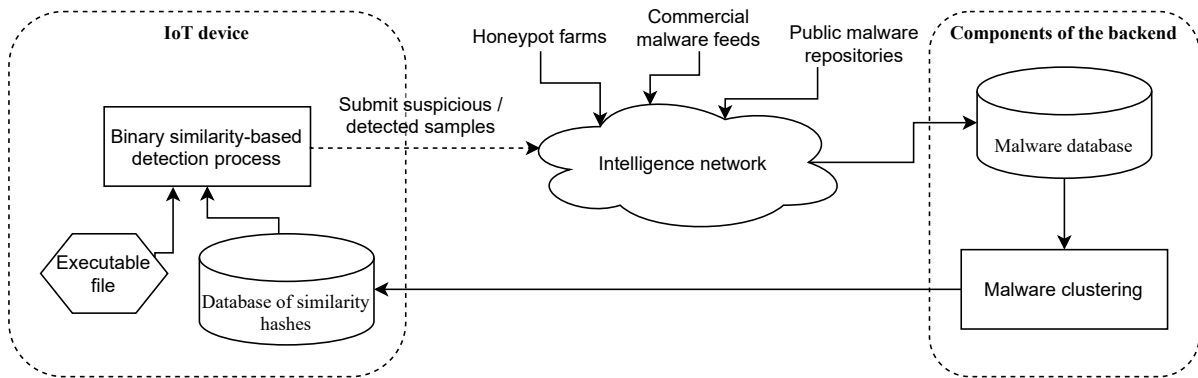 IoT device
Binary similarity-based
detection process
Executable
file
Database of similarity
hashes
Submit suspicious /
detected samples
Honeypot farms
Commercial
malware feeds
Public malware
repositories
Intelligence network
Components of the backend
Malware database
Malware clustering